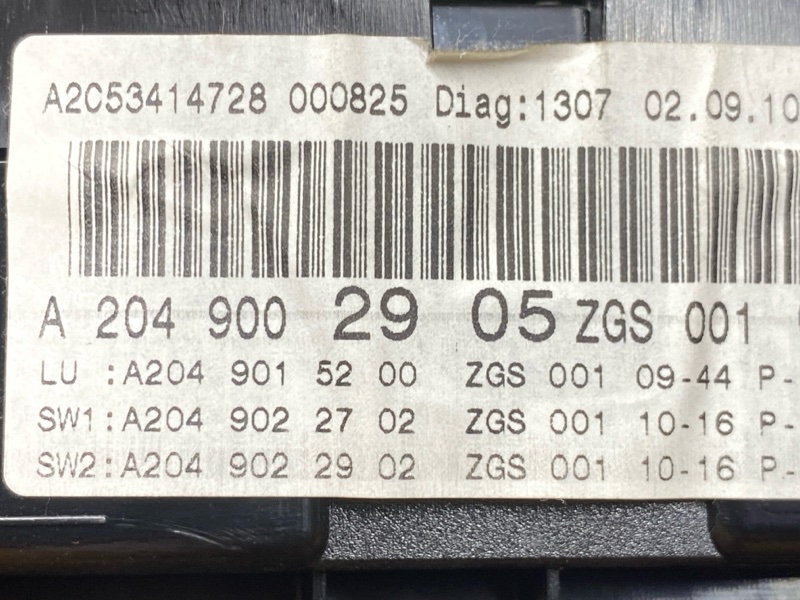 A2C53414728 000825 Diag:1307 02.09.10
A 204 900 29 05 ZGS 001
LU :A204 901 52 00 ZGS 001 09-44 P-
SW1:A204 902 27 02 ZGS 001 10-16 P-
SW2:A204 902 29 02 ZGS 001 10-16 P-